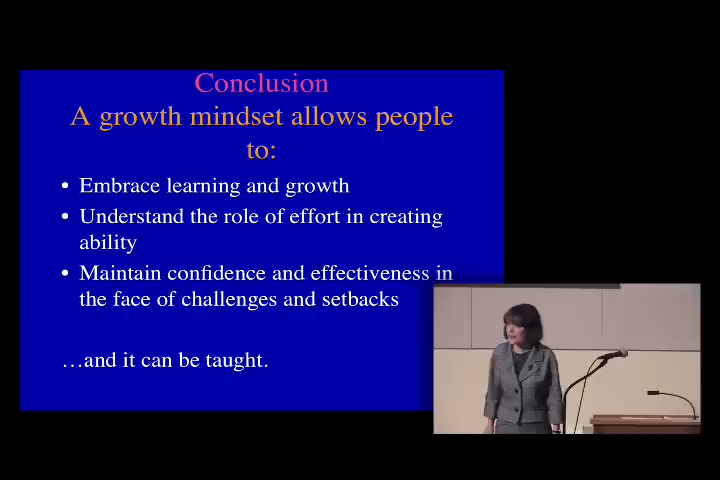 Conclusion
A growth mindset allows people
to:
• Embrace learning and growth
• Understand the role of effort in creating
ability
• Maintain confidence and effectiveness in
the face of challenges and setbacks
…and it can be taught.